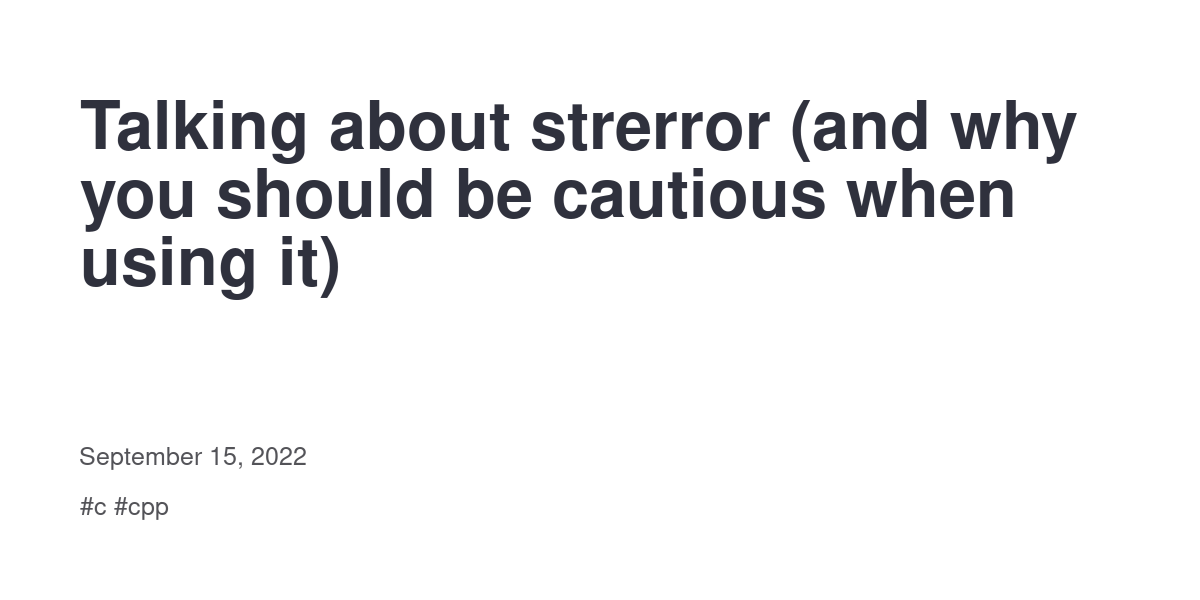 Talking about strerror (and why
you should be cautious when
using it)
September 15, 2022
#c #cpp